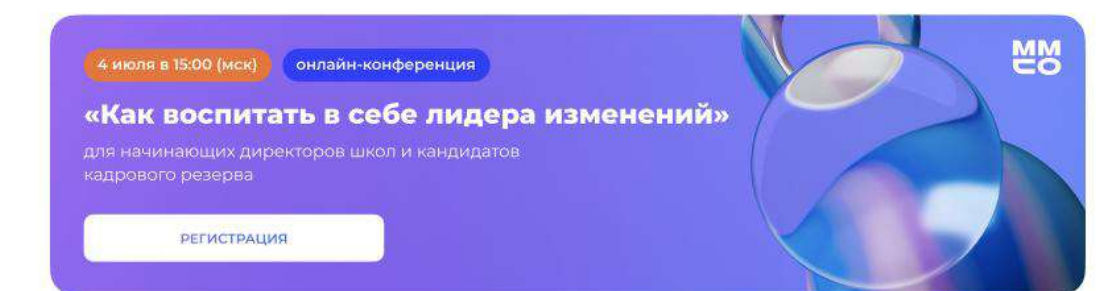 4 июля в 15:00 (мск)
онлайн-конференция
ММ
СО
«Как воспитать в себе лидера изменений»
для начинающих директоров школ и кандидатов
кадрового резерва
РЕГИСТРАЦИЯ